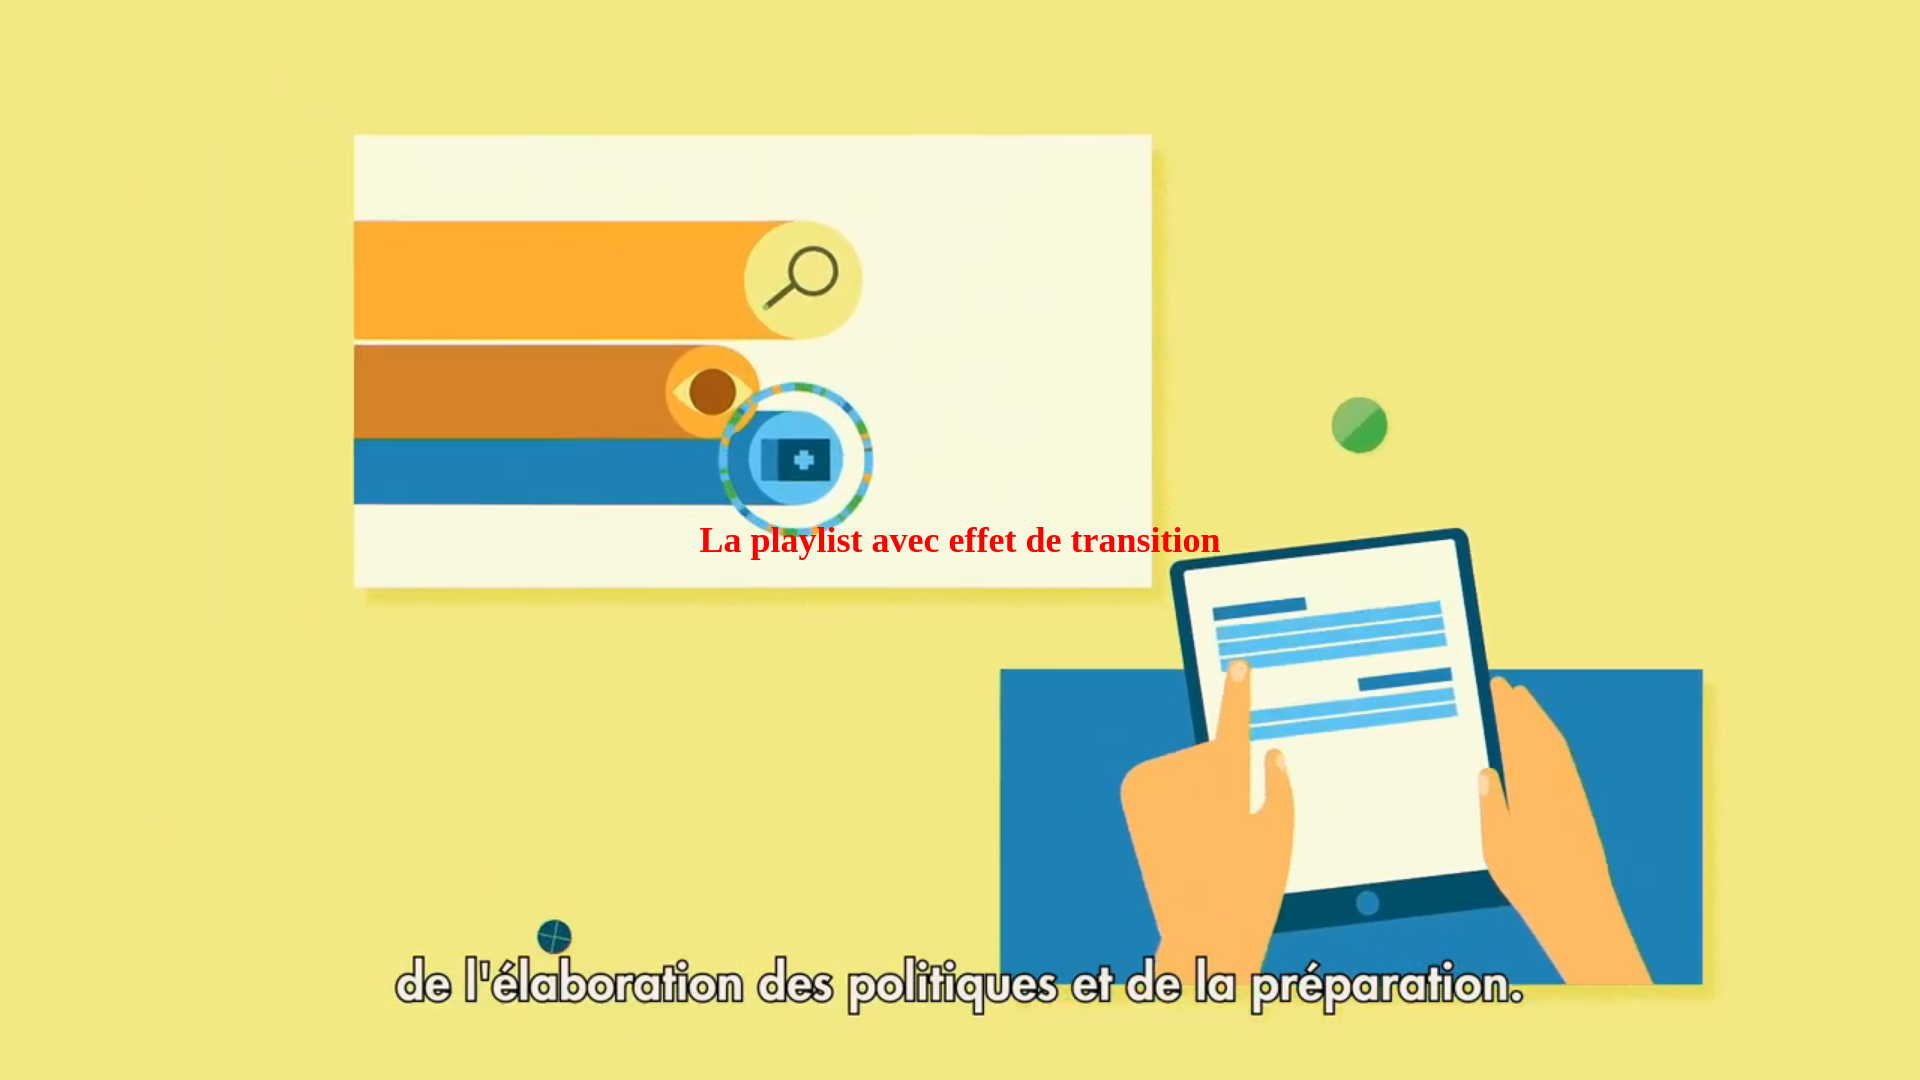 La playlist avec effet de transition
de l'élaboration des politiques et de la préparation.